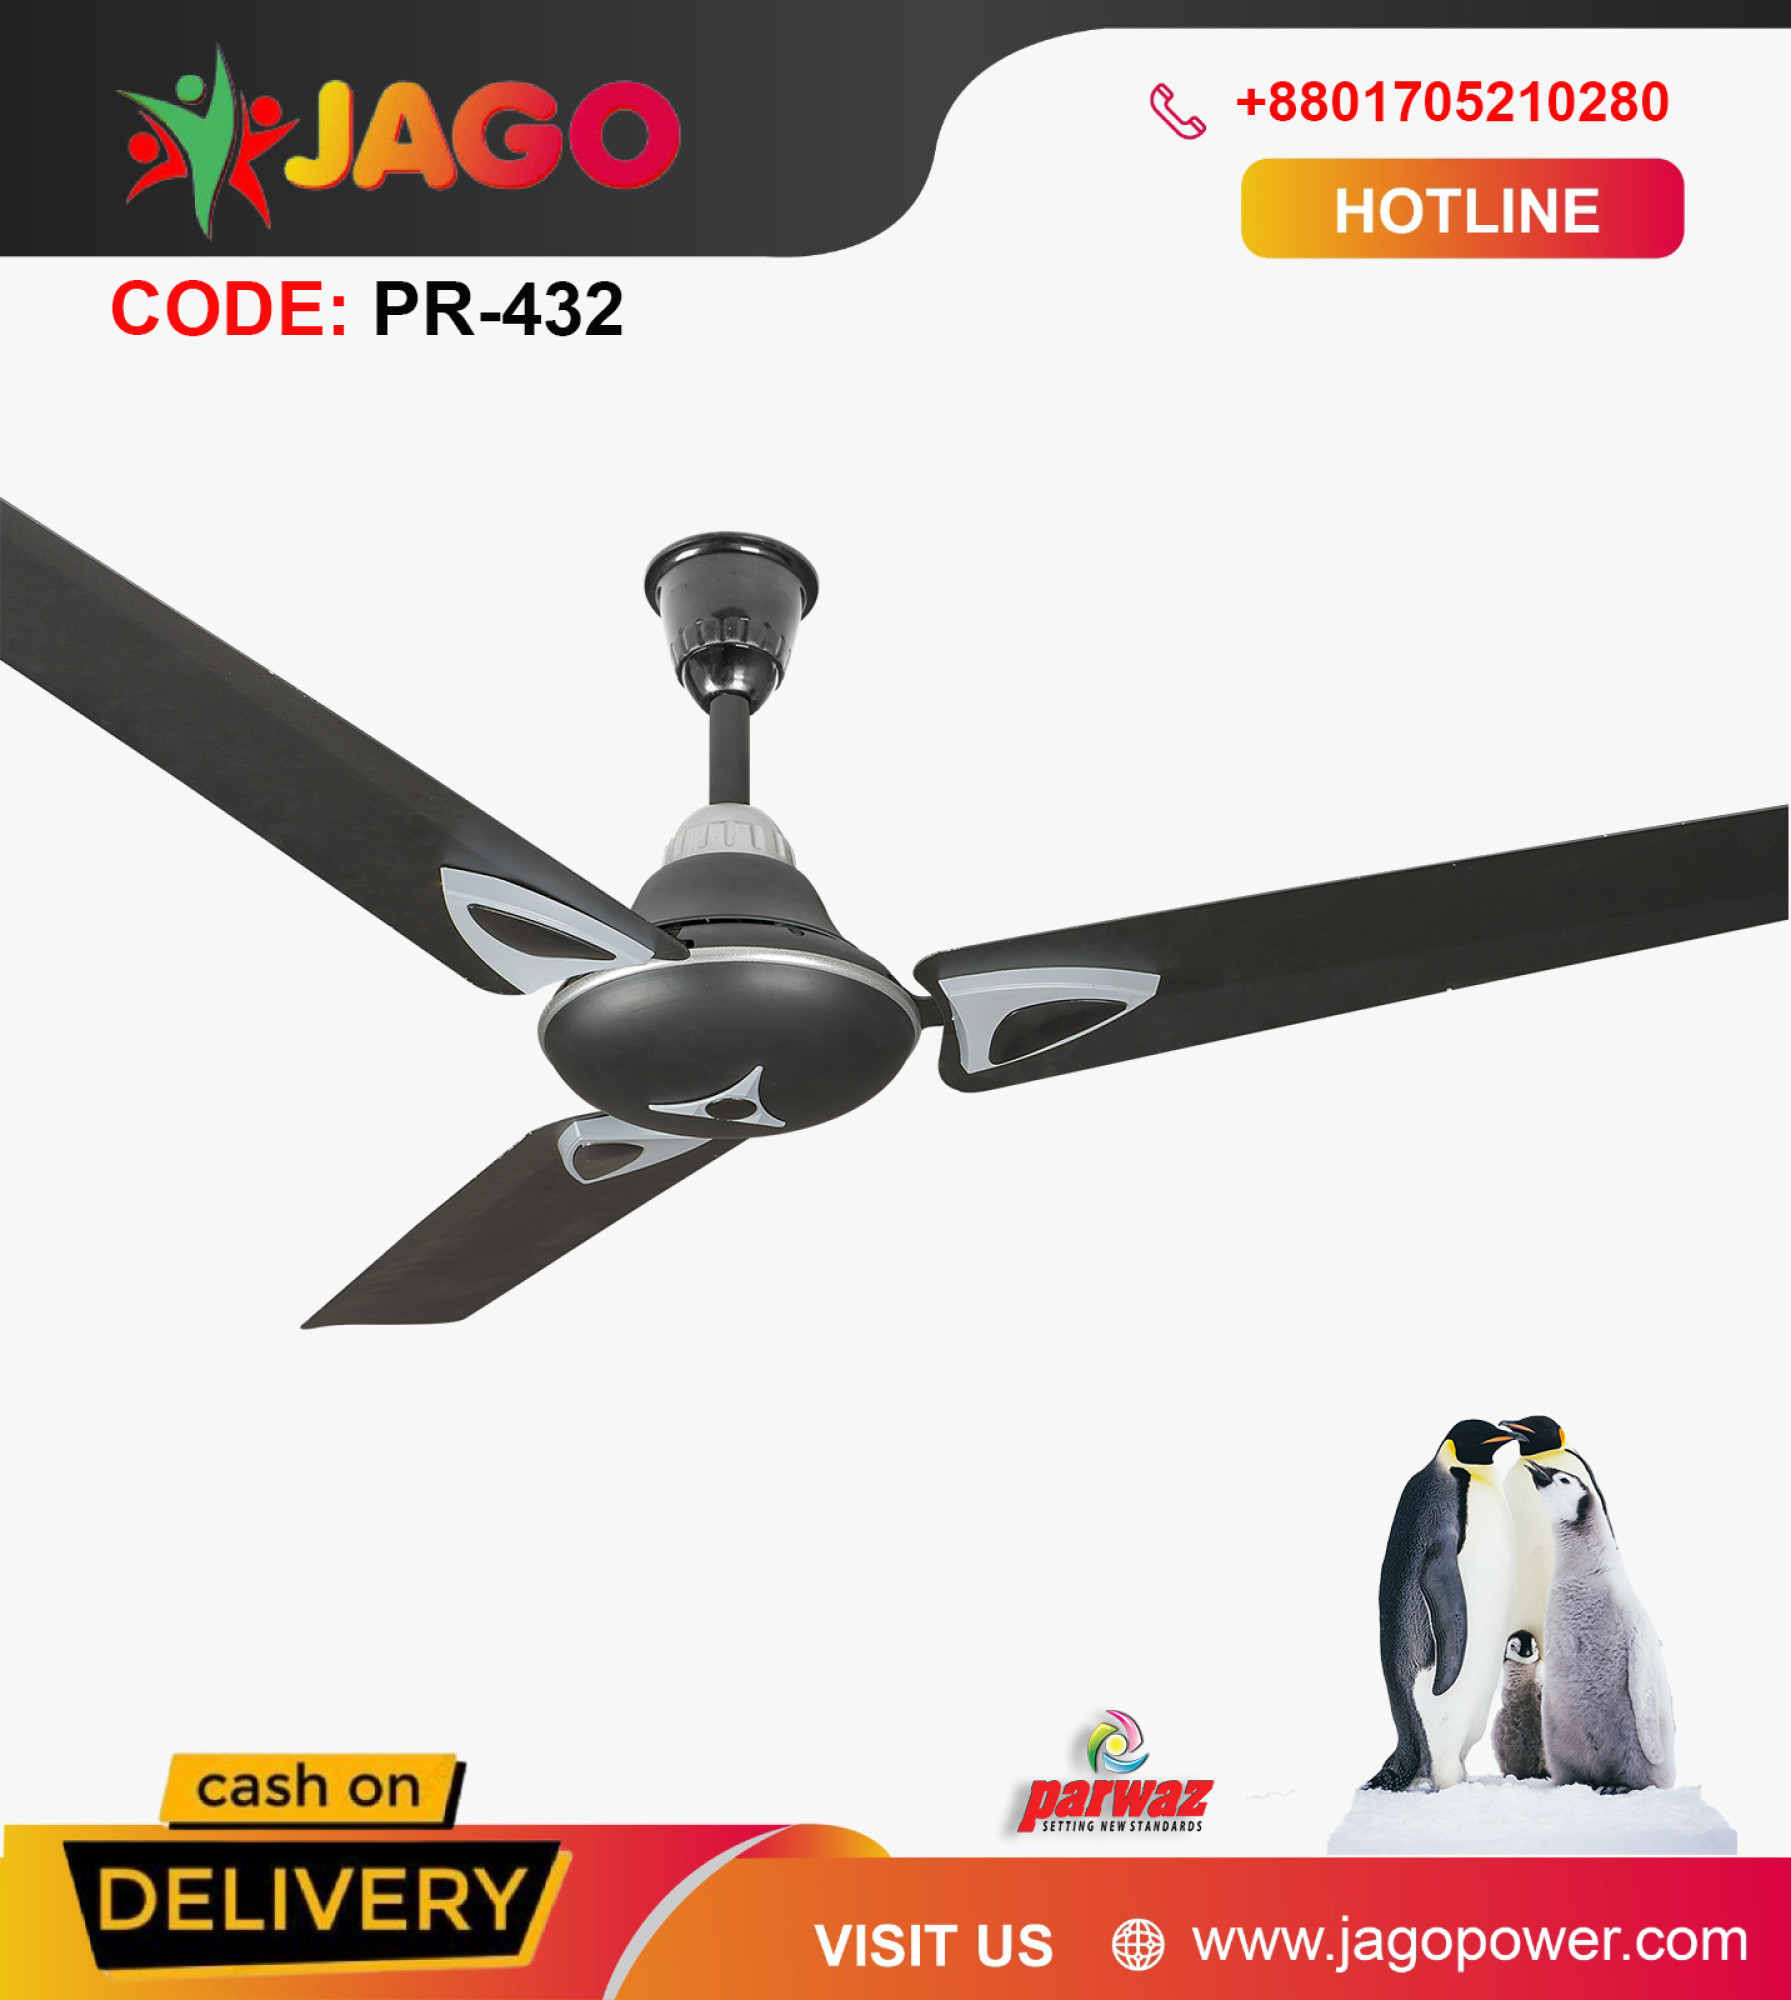 JAGO
+8801705210280
HOTLINE
CODE: PR-432
parwaz
SETTING NEW STANDARDS
cash on
DELIVERY
VISIT US www.jagopower.com